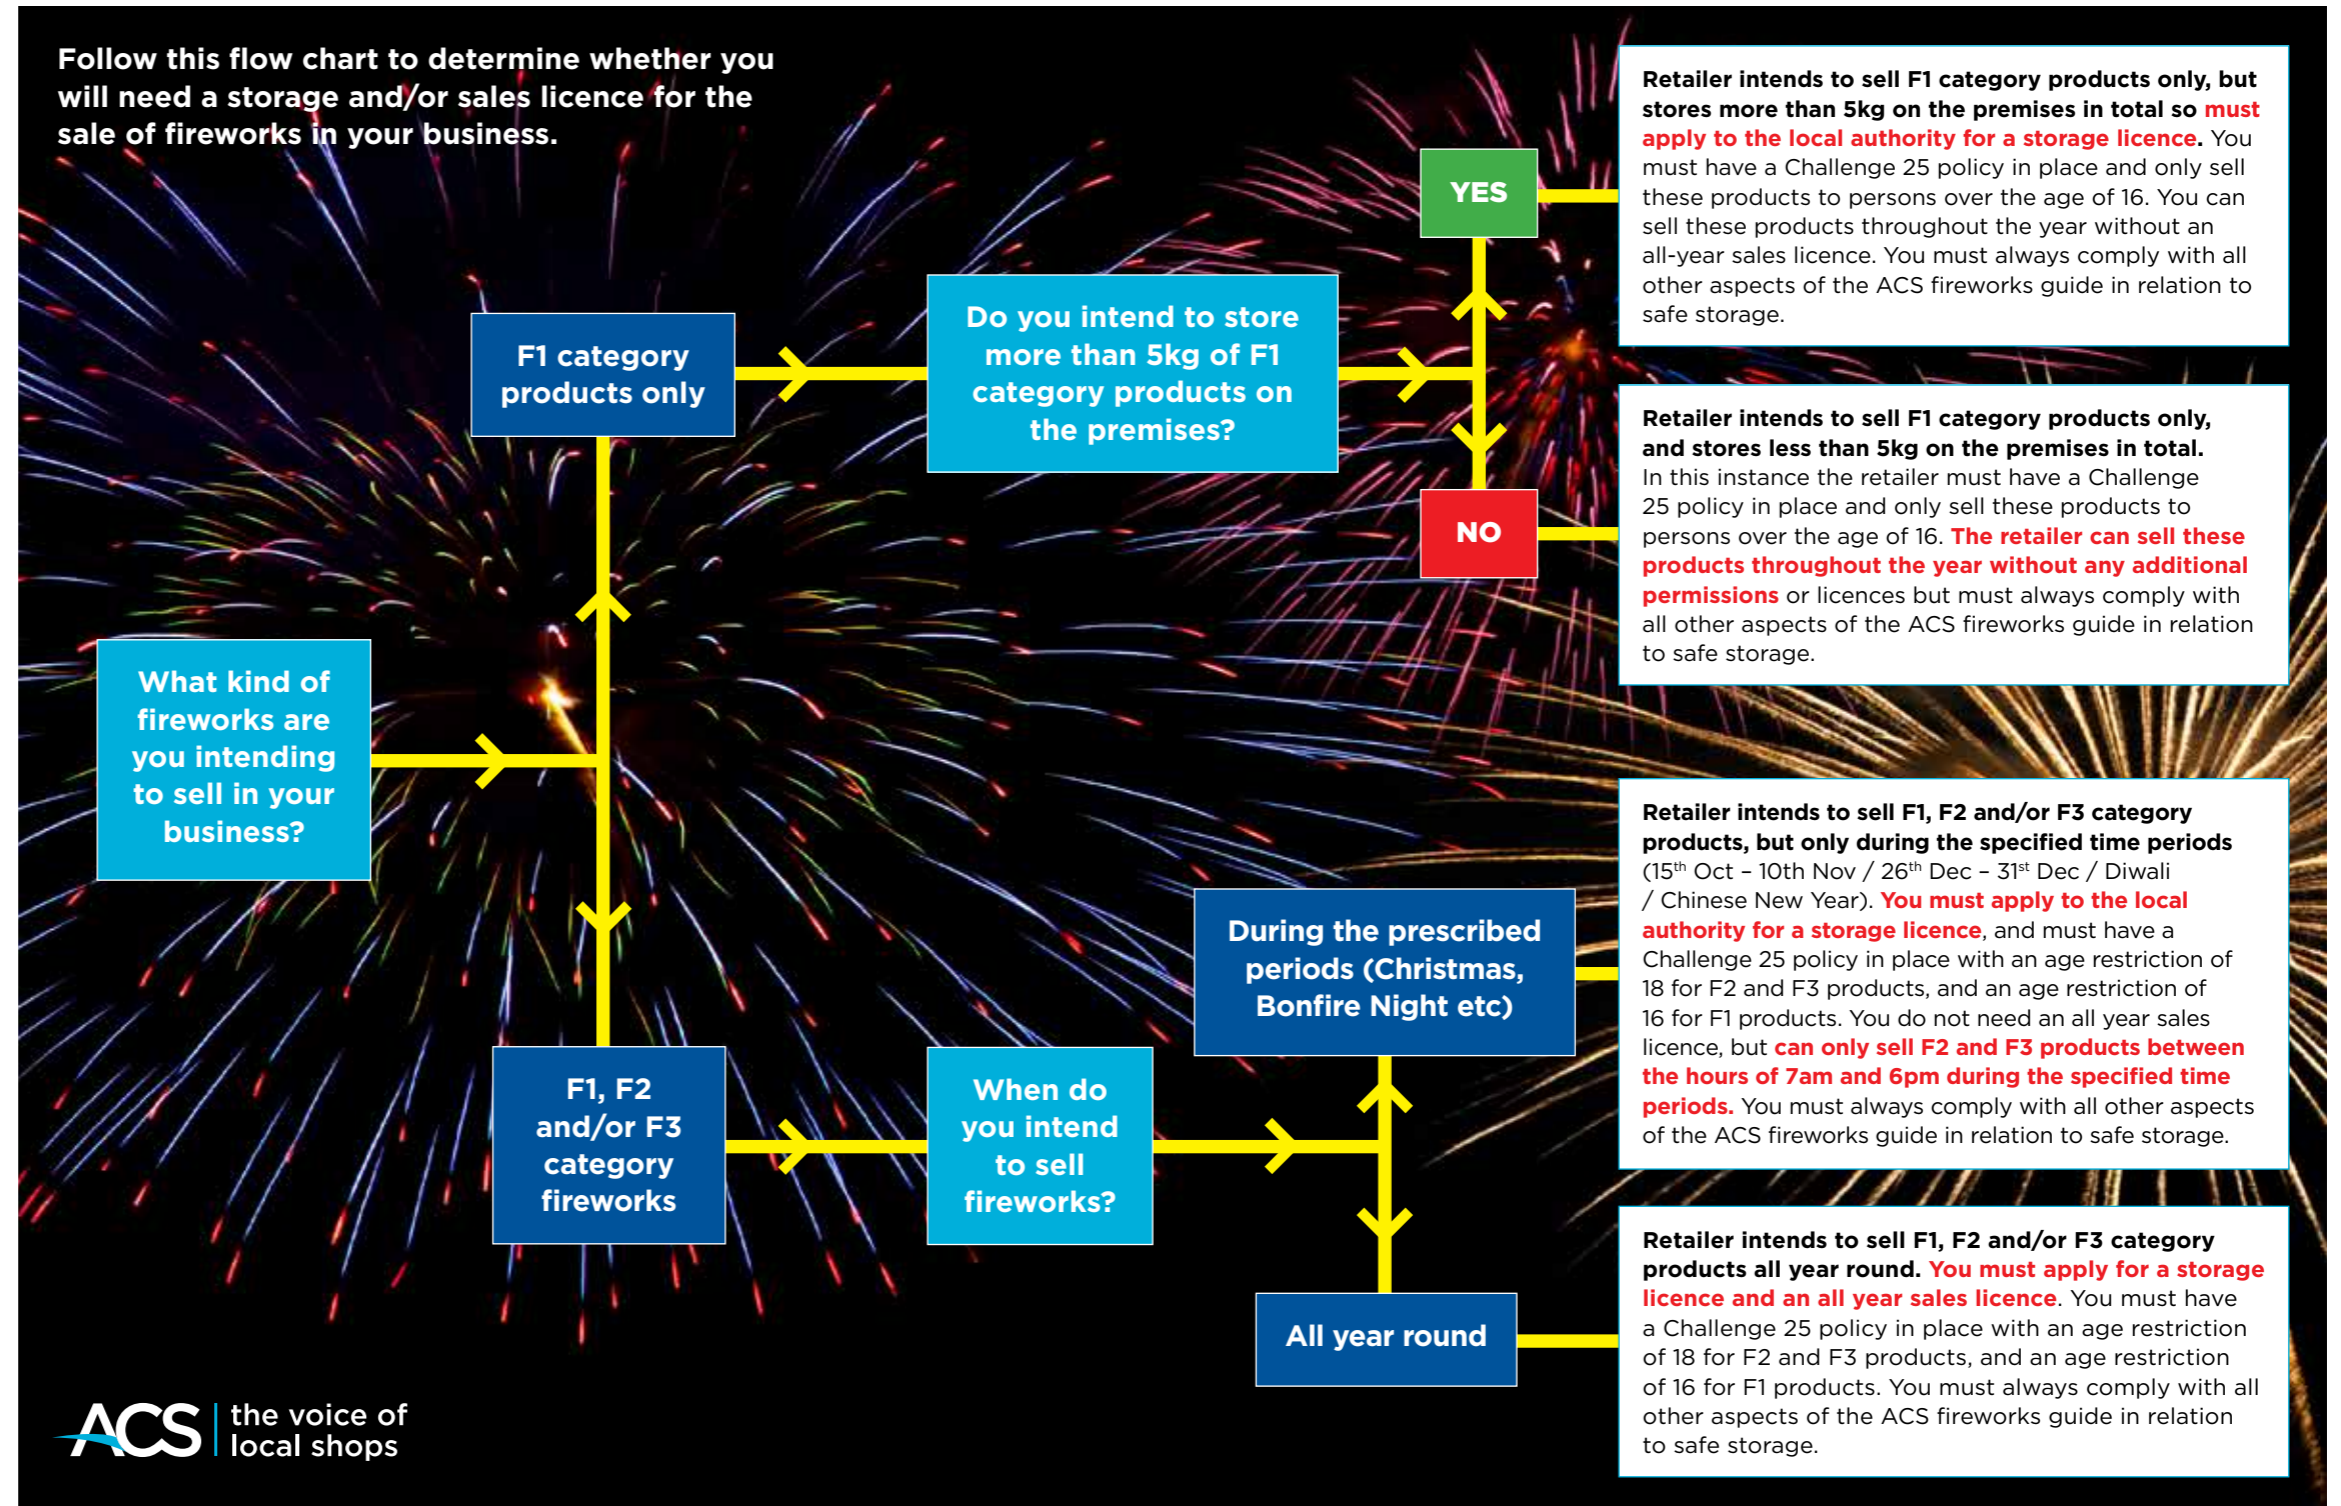 Follow this flow chart to determine whether you
will need a storage and/or sales licence for the
sale of fireworks in your business.
What kind of
fireworks are
you intending
to sell in your
business?
F1 category
products only
Do you intend to store
more than 5kg of F1
category products on
the premises?
YES
Retailer intends to sell F1 category products only, but
stores more than 5kg on the premises in total so must
apply to the local authority for a storage licence. You
must have a Challenge 25 policy in place and only sell
these products to persons over the age of 16. You can
sell these products throughout the year without an
all-year sales licence. You must always comply with all
other aspects of the ACS fireworks guide in relation to
safe storage.
NO
Retailer intends to sell F1 category products only,
and stores less than 5kg on the premises in total.
In this instance the retailer must have a Challenge
25 policy in place and only sell these products to
persons over the age of 16. The retailer can sell these
products throughout the year without any additional
permissions or licences but must always comply with
all other aspects of the ACS fireworks guide in relation
to safe storage.
F1, F2
and/or F3
category
fireworks
When do
you intend
to sell
fireworks?
During the prescribed
periods (Christmas,
Bonfire Night etc)
Retailer intends to sell F1, F2 and/or F3 category
products, but only during the specified time periods
(15th Oct – 10th Nov / 26th Dec – 31st Dec / Diwali
/ Chinese New Year). You must apply to the local
authority for a storage licence, and must have a
Challenge 25 policy in place with an age restriction of
18 for F2 and F3 products, and an age restriction of
16 for F1 products. You do not need an all year sales
licence, but can only sell F2 and F3 products between
the hours of 7am and 6pm during the specified time
periods. You must always comply with all other aspects
of the ACS fireworks guide in relation to safe storage.
All year round
Retailer intends to sell F1, F2 and/or F3 category
products all year round. You must apply for a storage
licence and an all year sales licence. You must have
a Challenge 25 policy in place with an age restriction
of 18 for F2 and F3 products, and an age restriction
of 16 for F1 products. You must always comply with all
other aspects of the ACS fireworks guide in relation
to safe storage.
ACS
the voice of
local shops